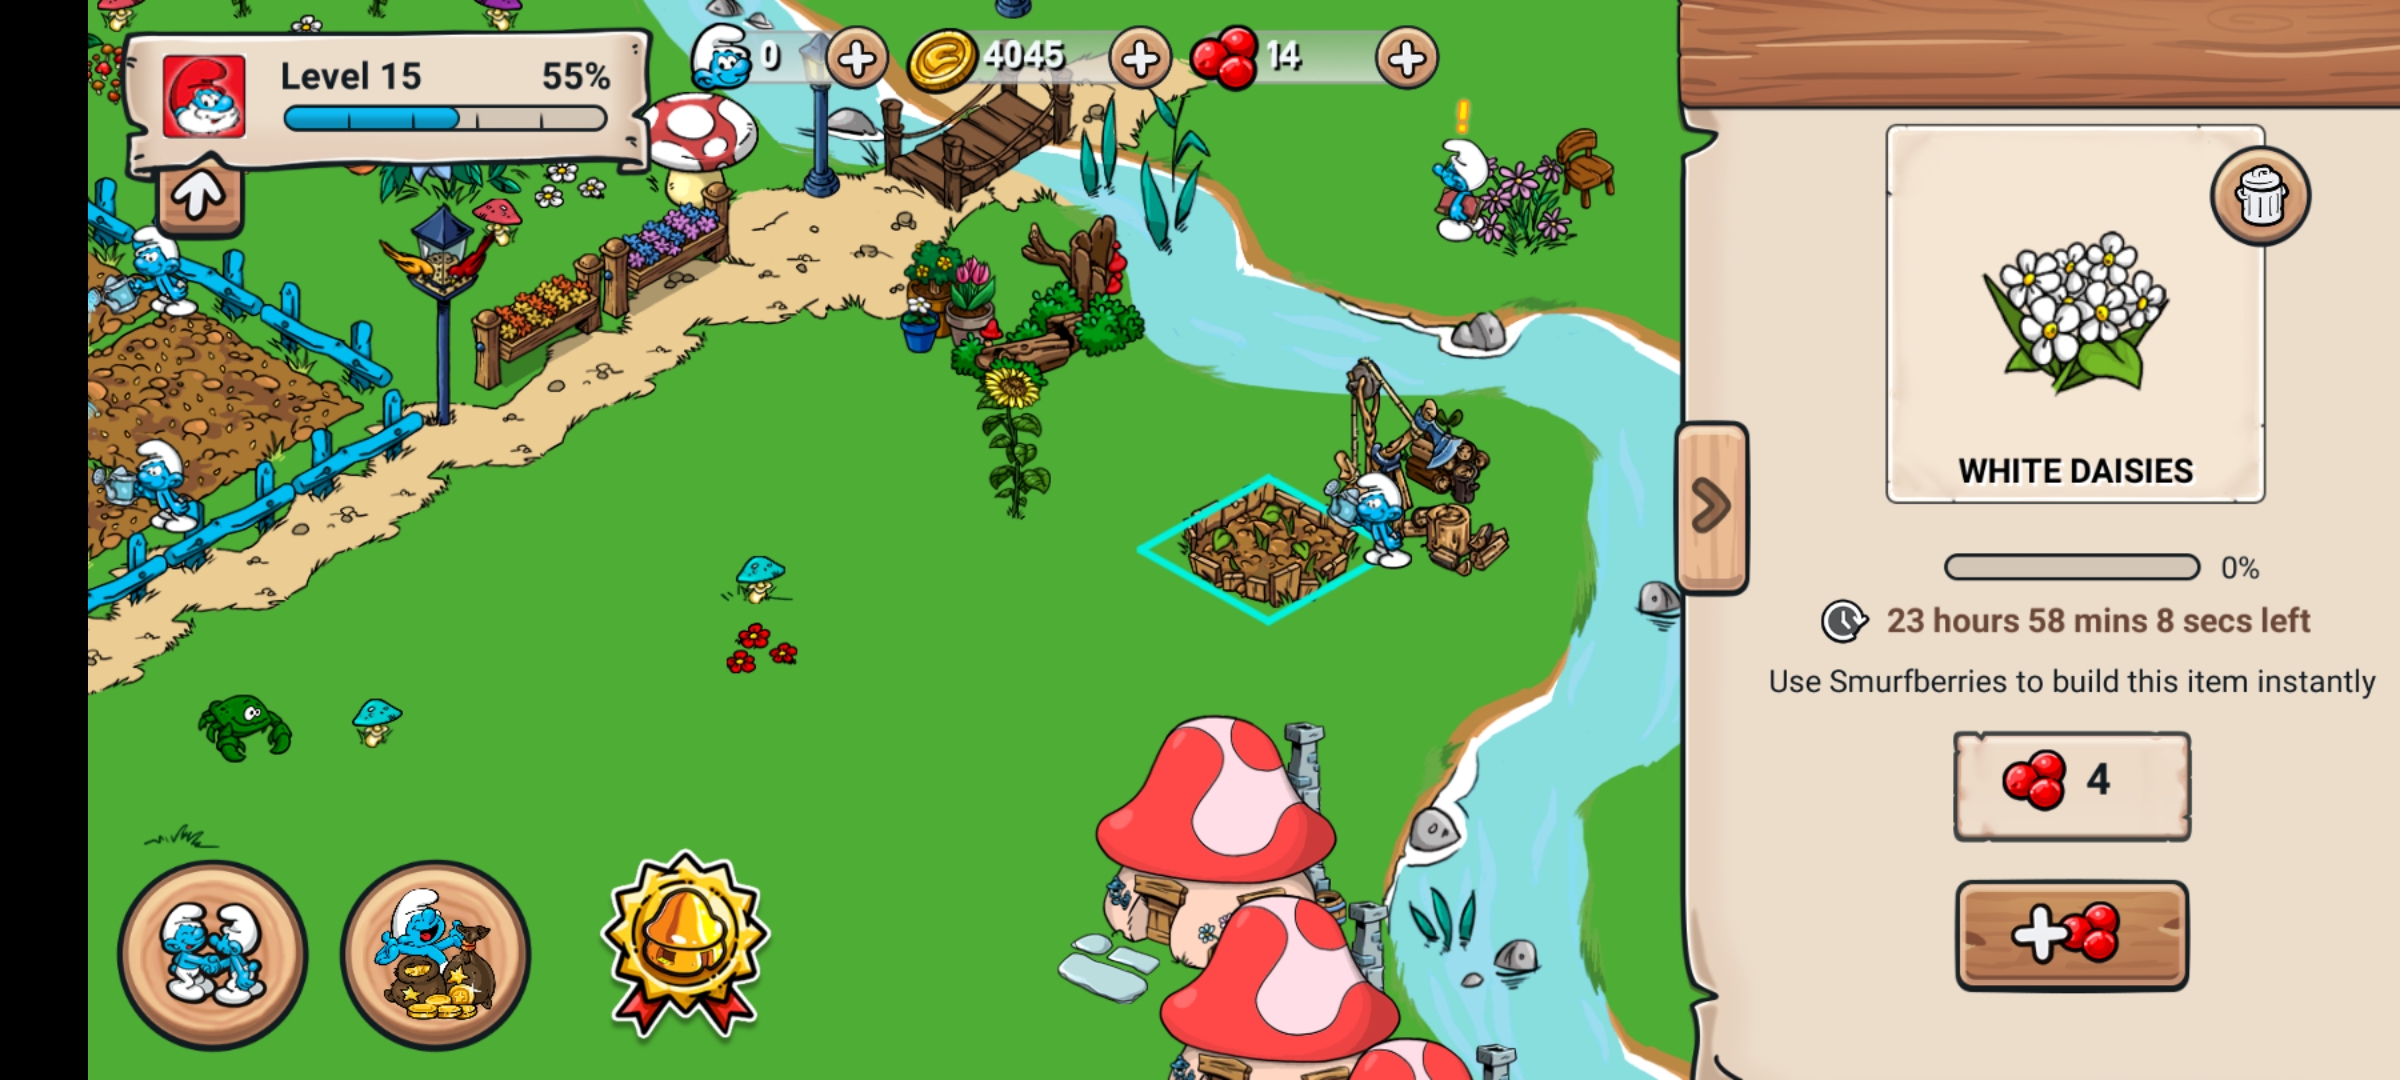 Level 15 55%
0 4045 14
WHITE DAISIES
0%
23 hours 58 mins 8 secs left
Use Smurfberries to build this item instantly
4